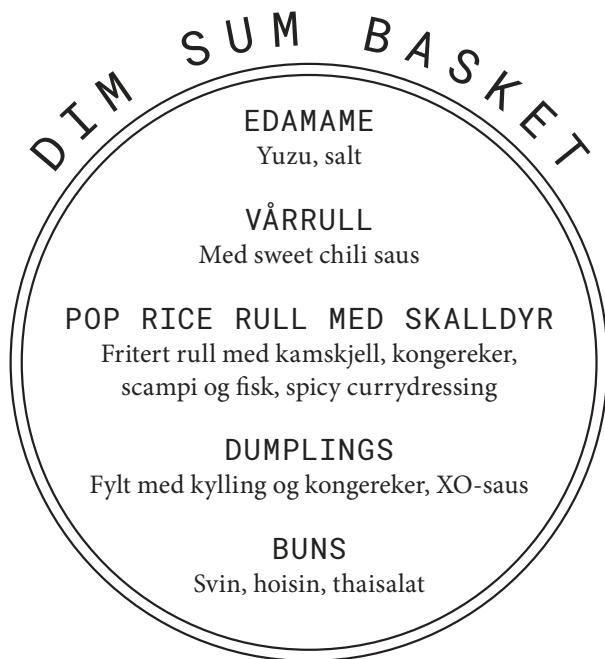 DIM SUM BASKET
EDAMAME
Yuzu, salt
VÅRRULL
Med sweet chili saus
POP RICE RULL MED SKALLDYR
Fritert rull med kamskjell, kongereker,
scampi og fisk, spicy currydressing
DUMPLINGS
Fylt med kylling og kongereker, XO-saus
BUNS
Svin, hoisin, thaisalat